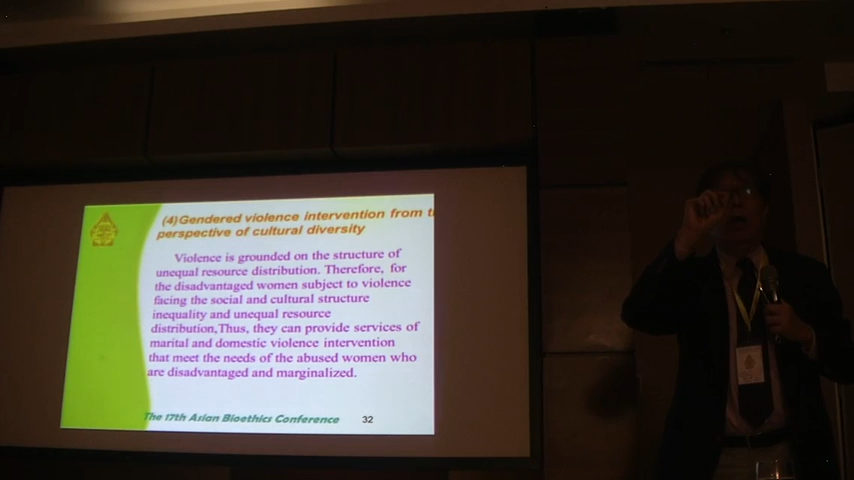 (4)Gendered violence intervention from t
perspective of cultural diversity
Violence is grounded on the structure of
unequal resource distribution. Therefore, for
the disadvantaged women subject to violence
facing the social and cultural structure
inequality and unequal resource
distribution,Thus, they can provide services of
marital and domestic violence intervention
that meet the needs of the abused women who
are disadvantaged and marginalized.
The 17th Asian Bioethics Conference
32